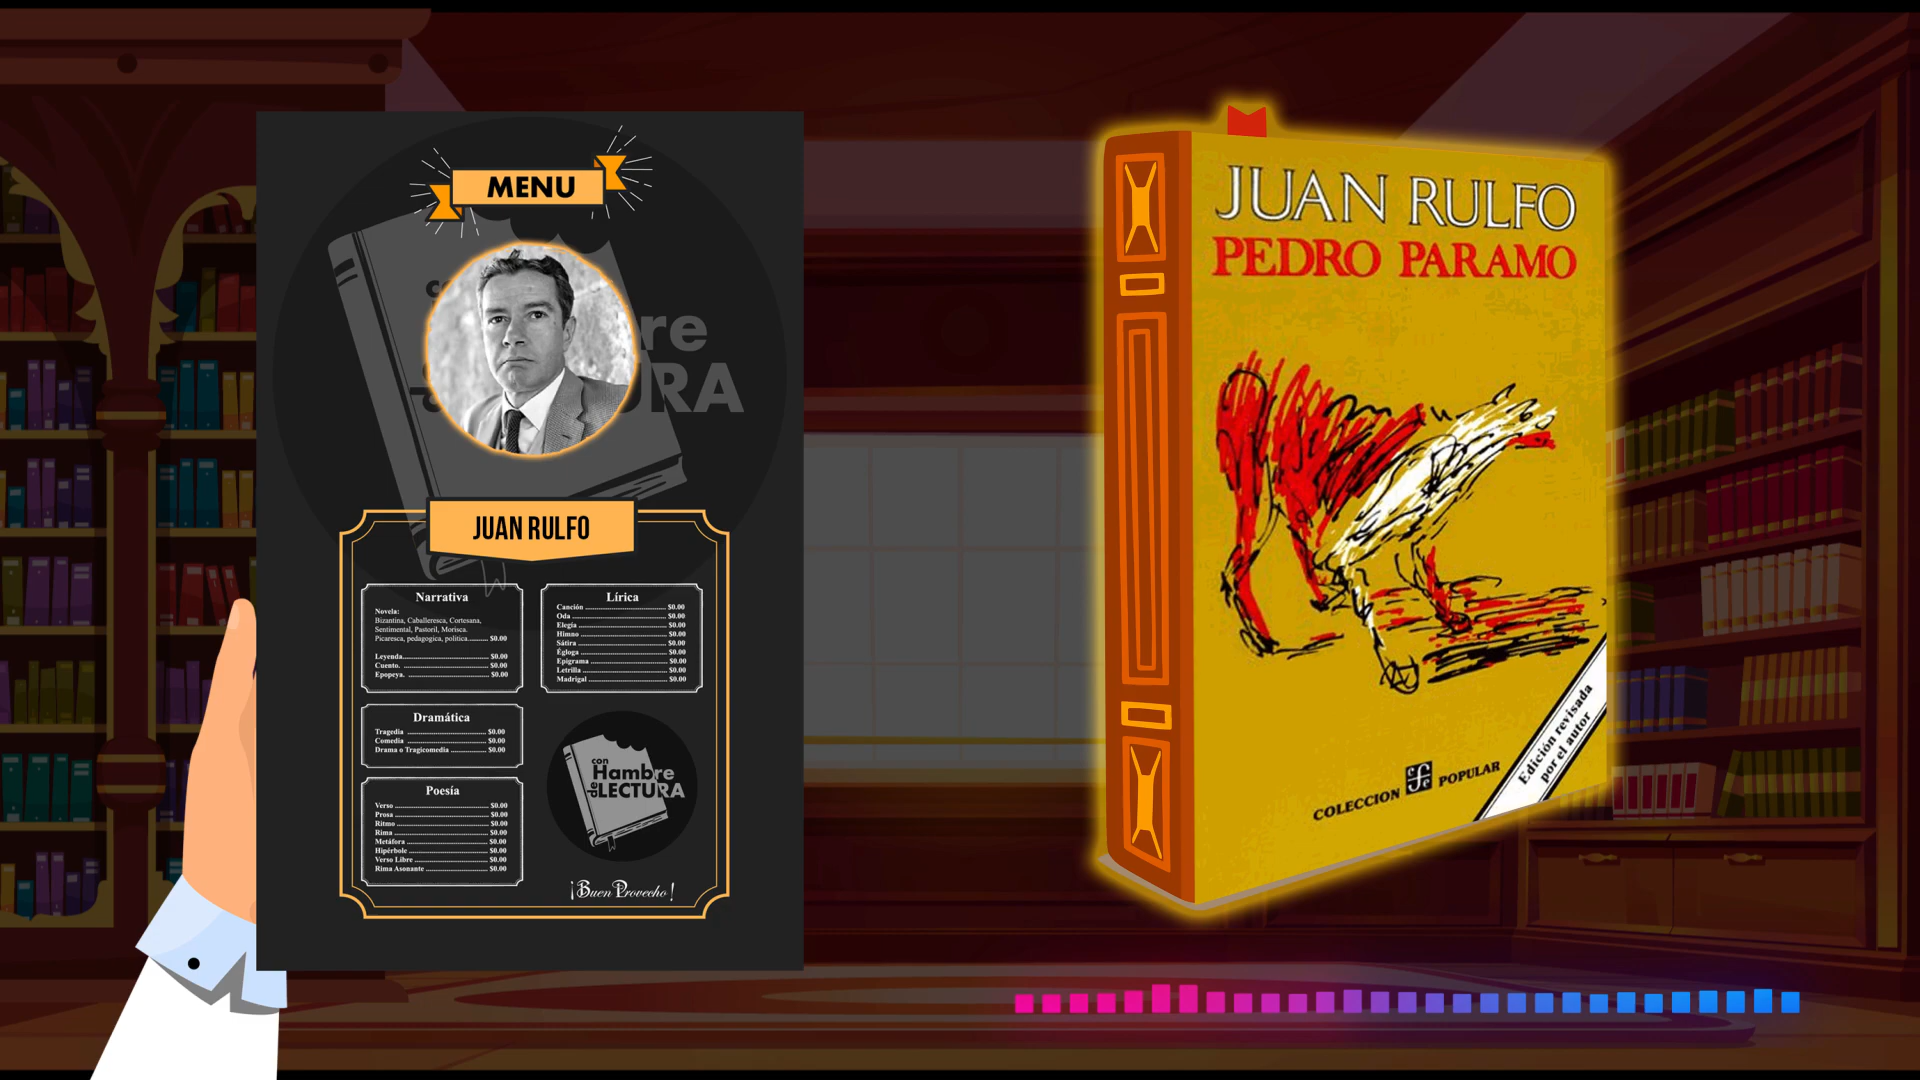 MENU
JUAN RULFO
Narrativa
Novela:
Bizantina, Caballeresca, Cortesana,
Sentimental, Pastoril, Morisca.
Picaresca, pedagogica, politica.......... $0.00
Leyenda.................................. $0.00
Cuento. .................................. $0.00
Epopeya. ................................ $0.00
Lírica
Canción .................................. $0.00
Oda ........................................ $0.00
Elegía ..................................... $0.00
Himno .................................... $0.00
Sátira ..................................... $0.00
Égloga .................................... $0.00
Epigrama ................................ $0.00
Letrilla .................................... $0.00
Madrigal ................................. $0.00
Dramática
Tragedia ................................. $0.00
Comedia ................................. $0.00
Drama o Tragicomedia .............. $0.00
Poesía
Verso ...................................... $0.00
Prosa ...................................... $0.00
Ritmo ...................................... $0.00
Rima ....................................... $0.00
Metáfora ................................. $0.00
Hipérbole ................................ $0.00
Verso Libre ............................. $0.00
Rima Asonante ........................ $0.00
con
Hambre
de LECTURA
¡Buen Provecho!
JUAN RULFO
PEDRO PARAMO
Edición revisada
por el autor
COLECCION fce POPULAR